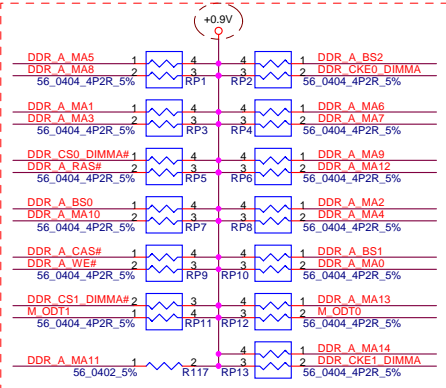 +0.9V
DDR_A_MA5 1 4 4 1 DDR_A_BS2
DDR_A_MA8 2 3 RP1 RP2 3 2 DDR_CKE0_DIMMA
56_0404_4P2R_5% 56_0404_4P2R_5%
DDR_A_MA1 1 4 4 1 DDR_A_MA6
DDR_A_MA3 2 3 3 2 DDR_A_MA7
56_0404_4P2R_5% RP3 RP4 56_0404_4P2R_5%
DDR_CS0_DIMMA# 1 4 4 1 DDR_A_MA9
DDR_A_RAS# 2 3 3 2 DDR_A_MA12
56_0404_4P2R_5% RP5 RP6 56_0404_4P2R_5%
DDR_A_BS0 1 4 4 1 DDR_A_MA2
DDR_A_MA10 2 3 3 2 DDR_A_MA4
56_0404_4P2R_5% RP7 RP8 56_0404_4P2R_5%
DDR_A_CAS# 1 4 4 1 DDR_A_BS1
DDR_A_WE# 2 3 3 2 DDR_A_MA0
56_0404_4P2R_5% RP9 RP10 56_0404_4P2R_5%
DDR_CS1_DIMMA# 2 3 4 1 DDR_A_MA13
M_ODT1 1 4 3 2 M_ODT0
56_0404_4P2R_5% RP11 RP12 56_0404_4P2R_5%
4 1 DDR_A_MA14
DDR_A_MA11 1 2 3 2 DDR_CKE1_DIMMA
56_0402_5% R117 RP13 56_0404_4P2R_5%